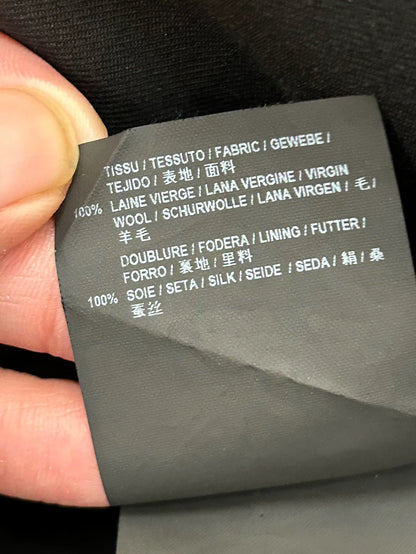 TISSU / TESSUTO / FABRIC / GEWEBE /
TEJIDO / 表地 / 面料
100% LAINE VIERGE / LANA VERGINE / VIRGIN
WOOL / SCHURWOLLE / LANA VIRGEN / 毛 /
羊毛
DOUBLURE / FODERA / LINING / FUTTER /
FORRO / 裏地 / 里料
100% SOIE / SETA / SILK / SEIDE / SEDA / 絹 / 桑
蚕丝